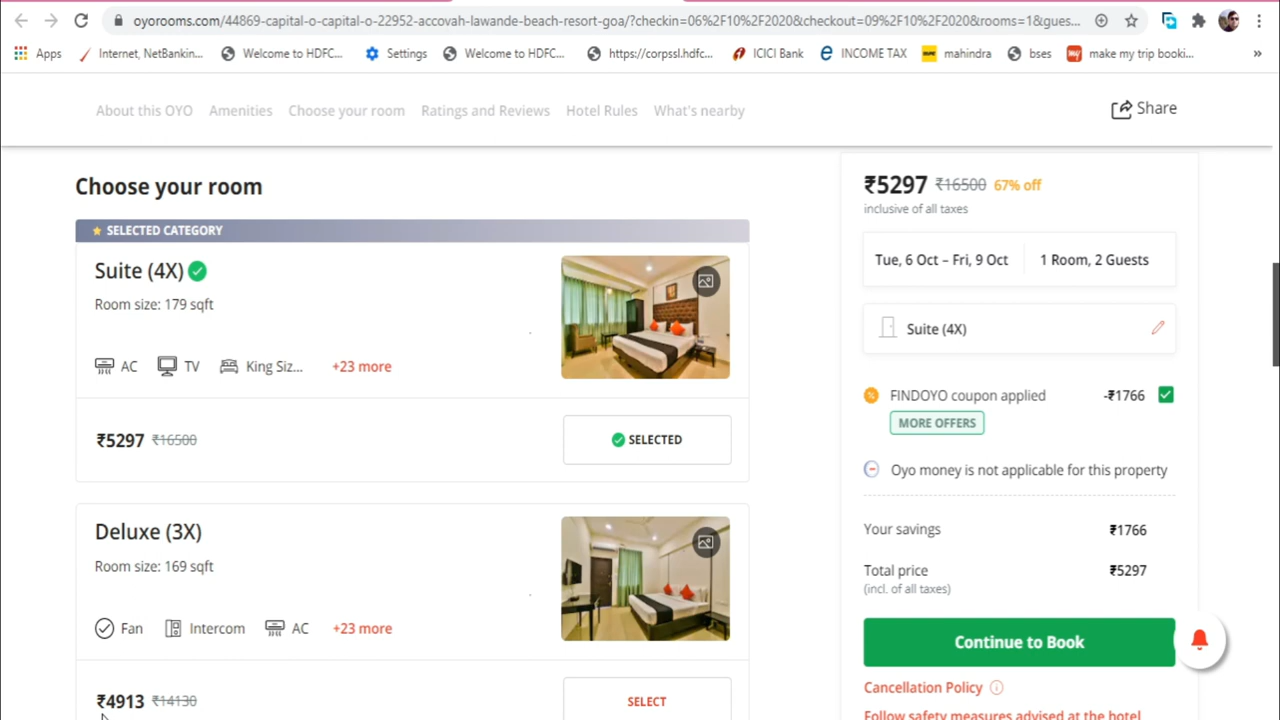 oyorooms.com/44869-capital-o-capital-o-22952-accovah-lawande-beach-resort-goa/?checkin=06%2F10%2F2020&checkout=09%2F10%2F2020&rooms=1&gues...
Apps Internet, NetBankin... Welcome to HDFC... Settings Welcome to HDFC... https://corpssl.hdfc... ICICI Bank INCOME TAX mahindra bses make my trip booki... »
About this OYO Amenities Choose your room Ratings and Reviews Hotel Rules What's nearby
Share
Choose your room
SELECTED CATEGORY
Suite (4X)
Room size: 179 sqft
AC TV King Siz... +23 more
₹5297 ₹16500
SELECTED
Deluxe (3X)
Room size: 169 sqft
Fan Intercom AC +23 more
₹4913 ₹14130
SELECT
₹5297 ₹16500 67% off
inclusive of all taxes
Tue, 6 Oct – Fri, 9 Oct 1 Room, 2 Guests
Suite (4X)
FINDOYO coupon applied -₹1766
MORE OFFERS
Oyo money is not applicable for this property
Your savings ₹1766
Total price ₹5297
(incl. of all taxes)
Continue to Book
Cancellation Policy
Follow safety measures advised at the hotel